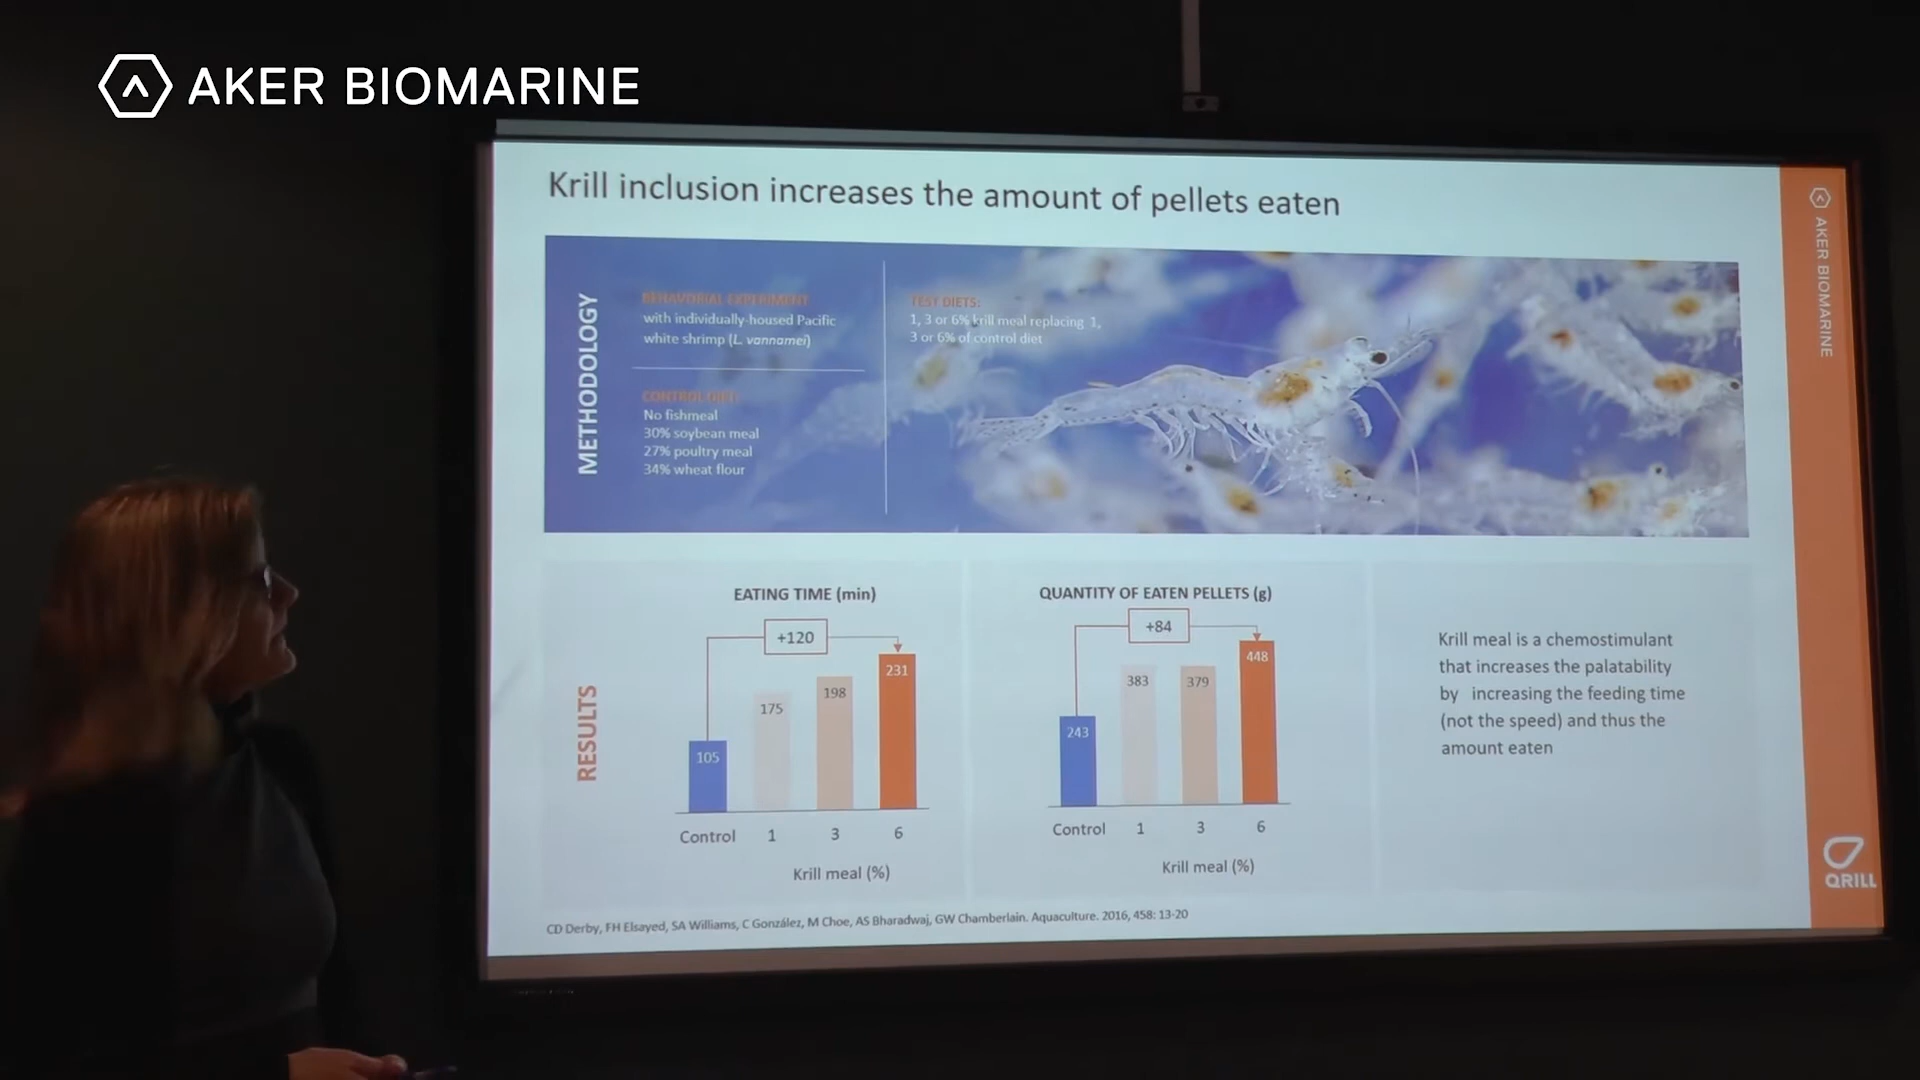 AKER BIOMARINE
Krill inclusion increases the amount of pellets eaten
METHODOLOGY
BEHAVORIAL EXPERIMENT
with individually-housed Pacific
white shrimp (L. vannamei)
CONTROL DIET:
No fishmeal
30% soybean meal
27% poultry meal
34% wheat flour
TEST DIETS:
1, 3 or 6% krill meal replacing 1,
3 or 6% of control diet
AKER BIOMARINE
RESULTS
EATING TIME (min)
+120
105
175
198
231
Control 1 3 6
Krill meal (%)
QUANTITY OF EATEN PELLETS (g)
+84
243
383
379
448
Control 1 3 6
Krill meal (%)
Krill meal is a chemostimulant
that increases the palatability
by increasing the feeding time
(not the speed) and thus the
amount eaten
QRILL
CD Derby, FH Elsayed, SA Williams, C González, M Choe, AS Bharadwaj, GW Chamberlain. Aquaculture. 2016, 458: 13-20